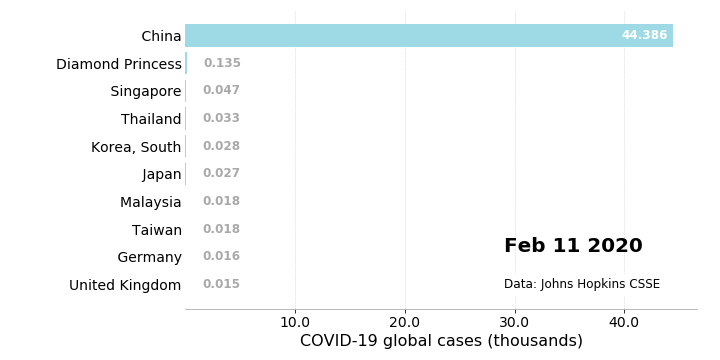 China 44.386
Diamond Princess 0.135
Singapore 0.047
Thailand 0.033
Korea, South 0.028
Japan 0.027
Malaysia 0.018
Taiwan 0.018
Germany 0.016
United Kingdom 0.015
Feb 11 2020
Data: Johns Hopkins CSSE
10.0 20.0 30.0 40.0
COVID-19 global cases (thousands)